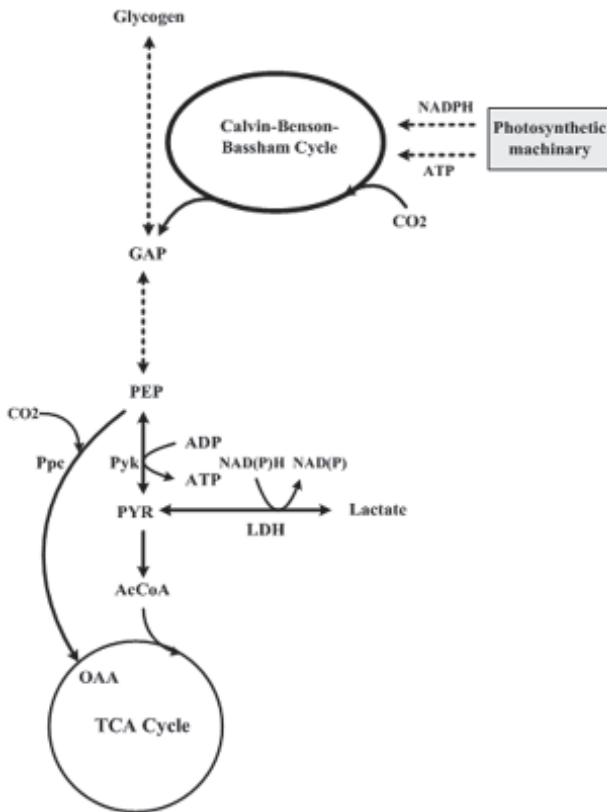 Glycogen
NADPH
Calvin-Benson-
Bassham Cycle
Photosynthetic
machinary
ATP
CO2
GAP
PEP
CO2
ADP
Ppc
Pyk
NAD(P)H
NAD(P)
ATP
PYR
Lactate
LDH
AcCoA
OAA
TCA Cycle